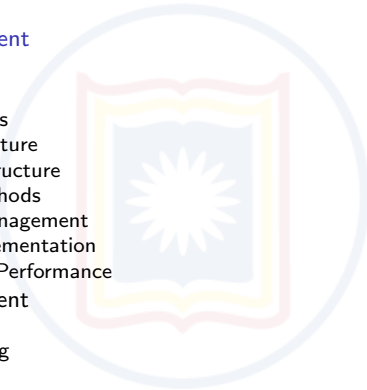 ent
s
ture
ructure
hods
nagement
ementation
Performance
ent
g